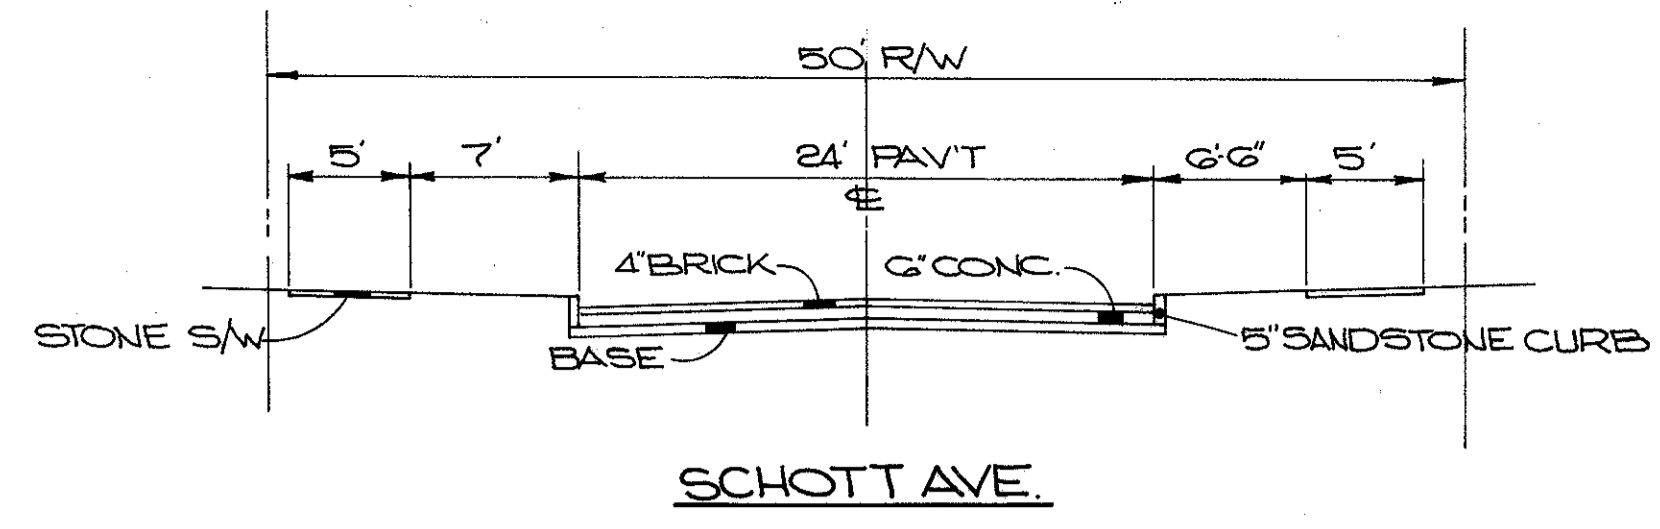 50' R/W
5'
7'
24' PAV'T
6'-6"
5'
℄
4" BRICK
6" CONC.
STONE S/W
BASE
5" SANDSTONE CURB
SCHOTT AVE.